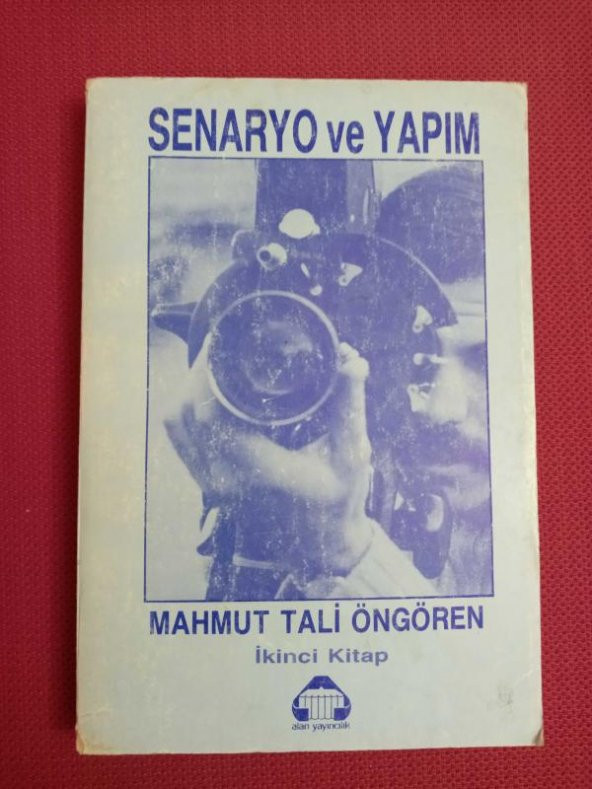 SENARYO ve YAPIM
MAHMUT TALİ ÖNGÖREN
İkinci Kitap
alan yayıncılık